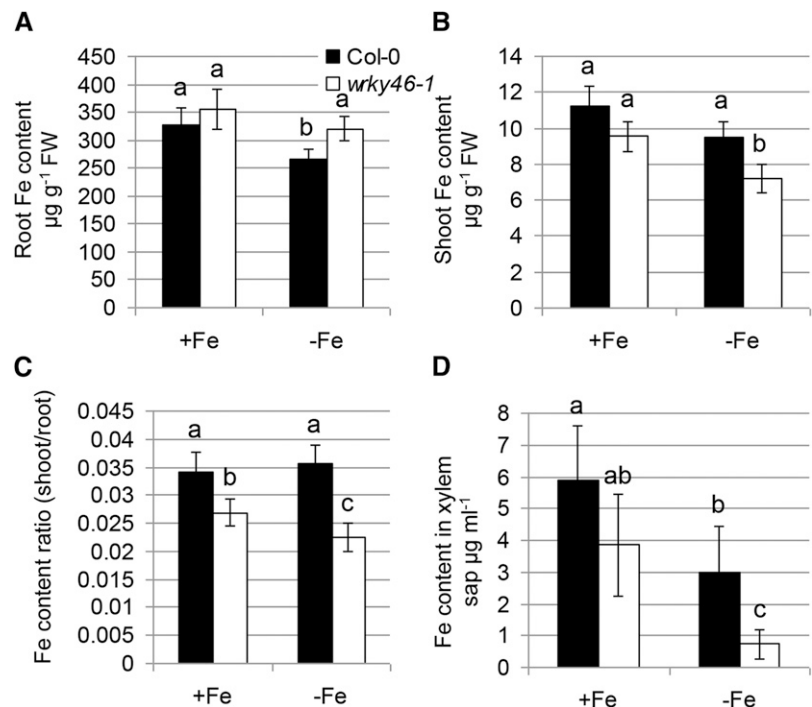 A
450
400
350
300
250
200
150
100
50
0
Root Fe content
µg g-1 FW
a
a
b
a
Col-0
wrky46-1
+Fe
-Fe
B
14
12
10
8
6
4
2
0
Shoot Fe content
µg g-1 FW
a
a
a
b
+Fe
-Fe
C
0.045
0.04
0.035
0.03
0.025
0.02
0.015
0.01
0.005
0
Fe content ratio (shoot/root)
a
b
a
c
+Fe
-Fe
D
8
7
6
5
4
3
2
1
0
Fe content in xylem
sap µg ml-1
a
ab
b
c
+Fe
-Fe